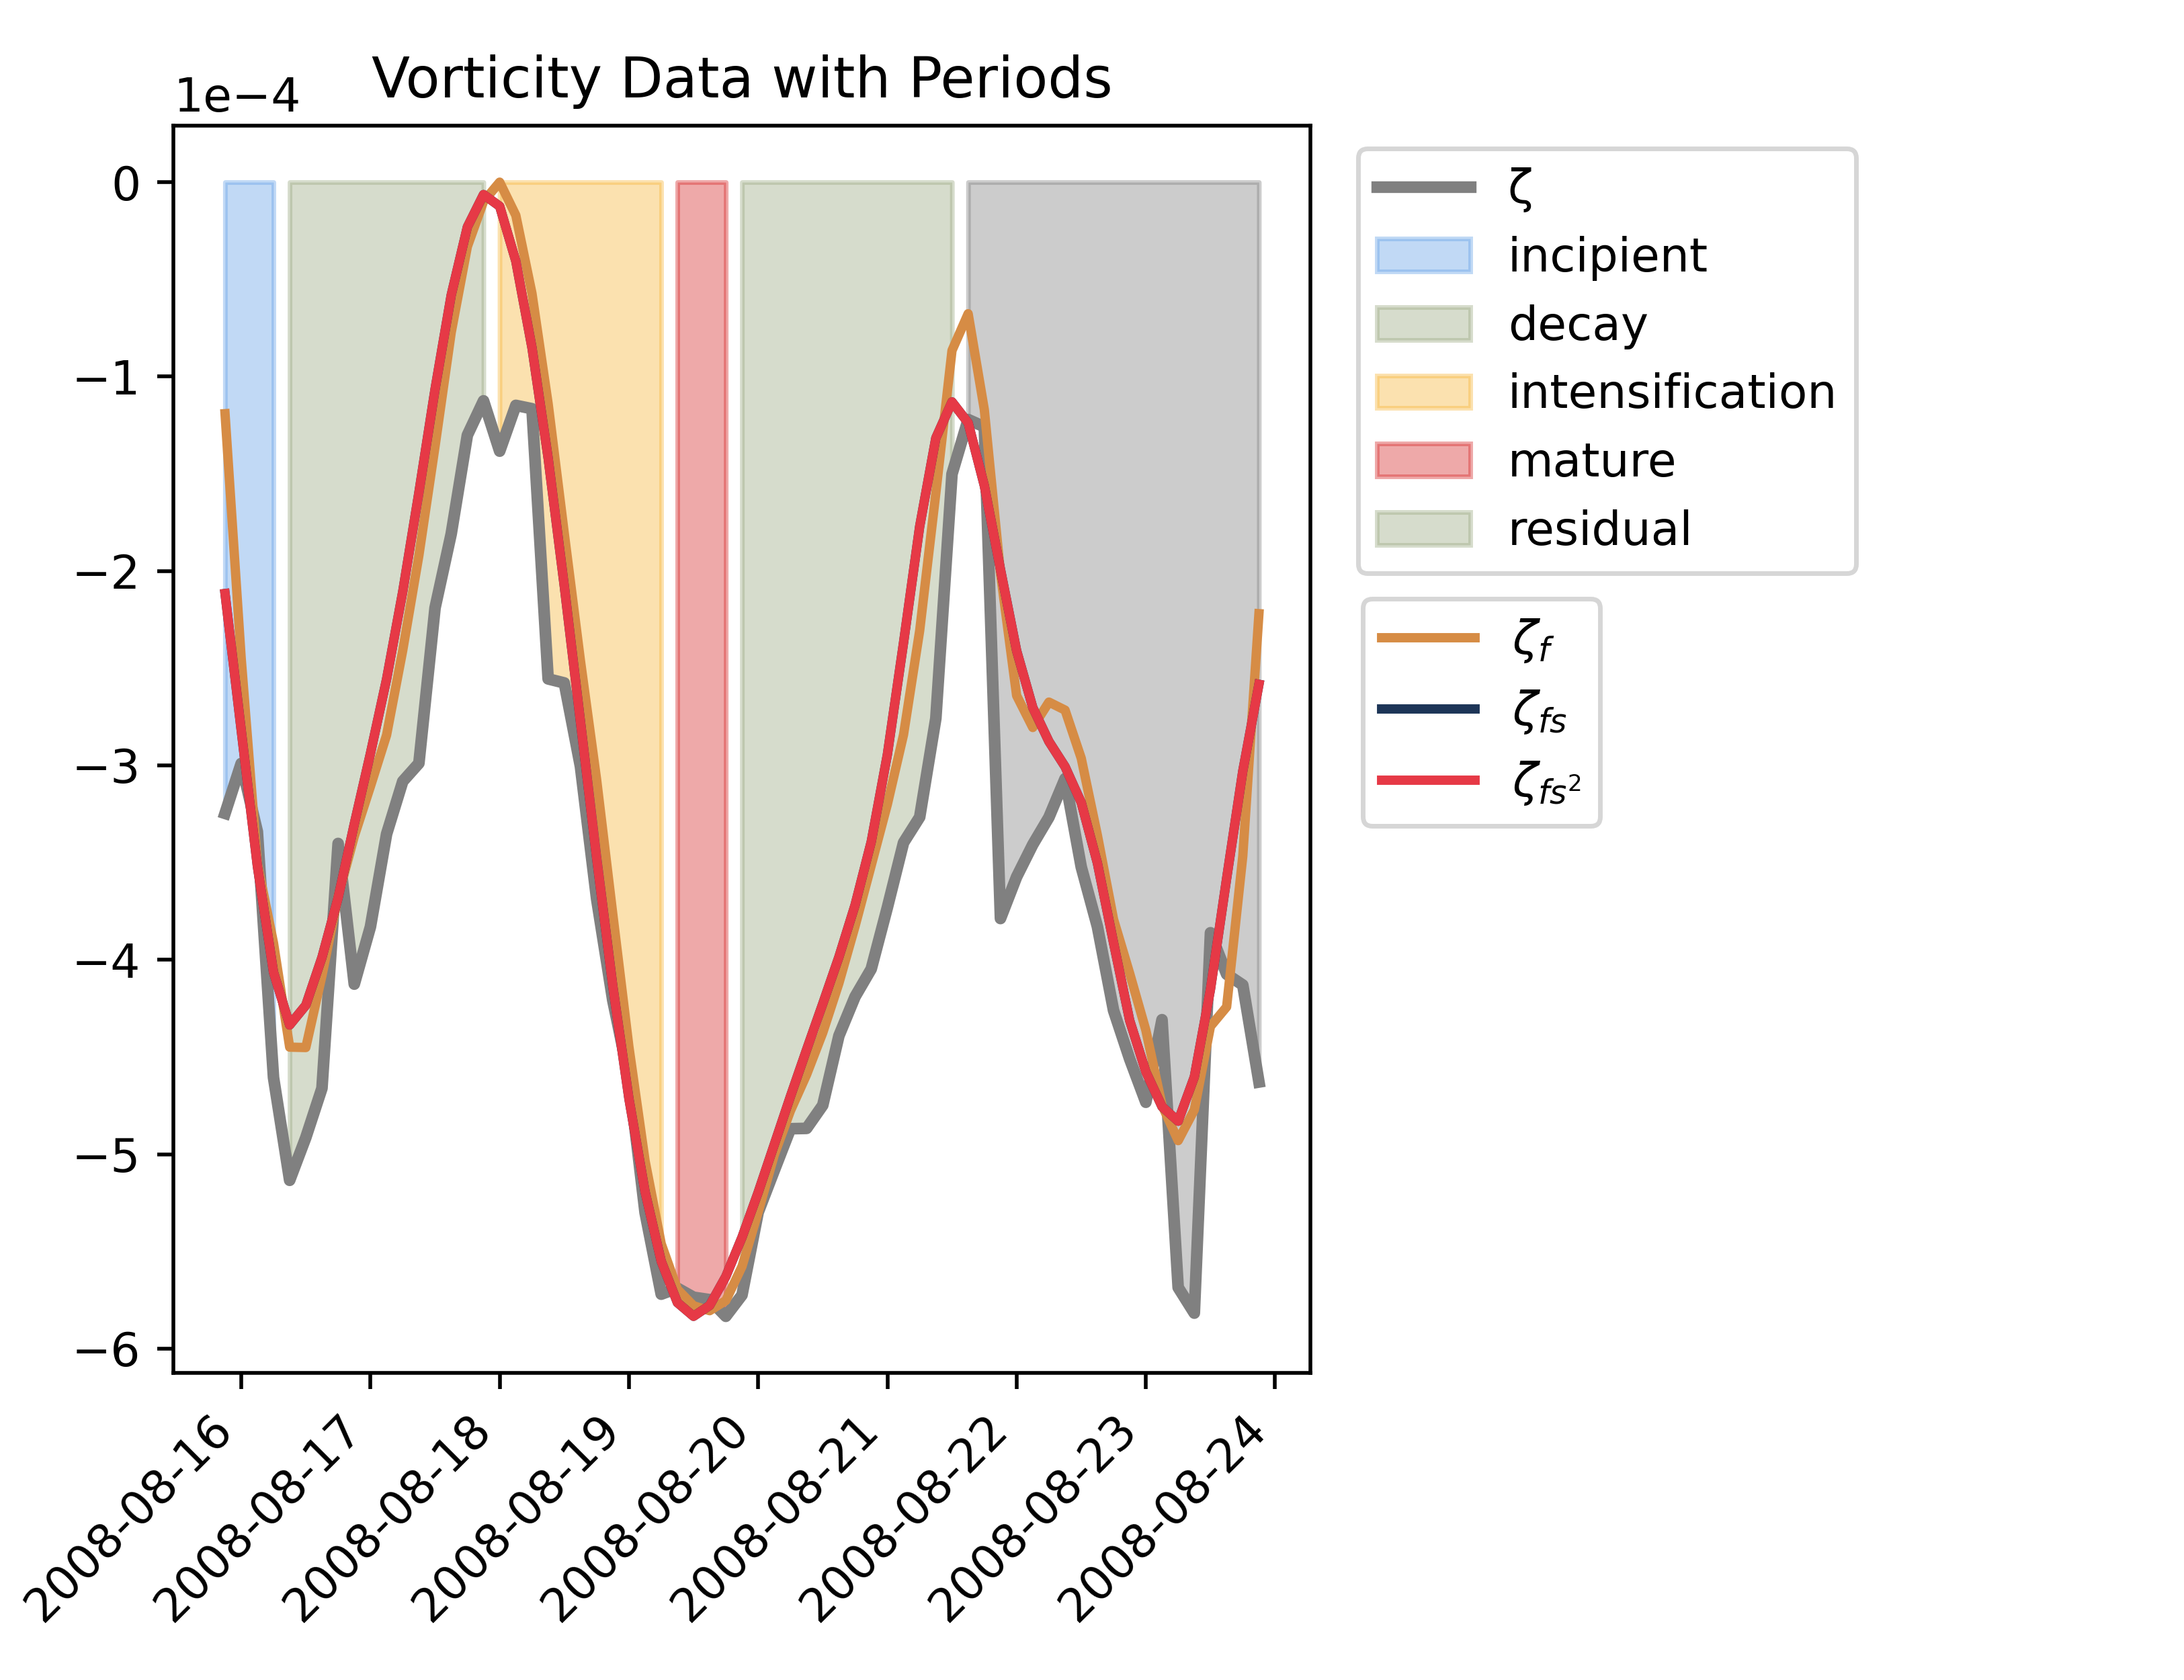 Vorticity Data with Periods
1e−4
0
−1
−2
−3
−4
−5
−6
2008-08-16
2008-08-17
2008-08-18
2008-08-19
2008-08-20
2008-08-21
2008-08-22
2008-08-23
2008-08-24
ζ
incipient
decay
intensification
mature
residual
ζf
ζfs
ζfs²